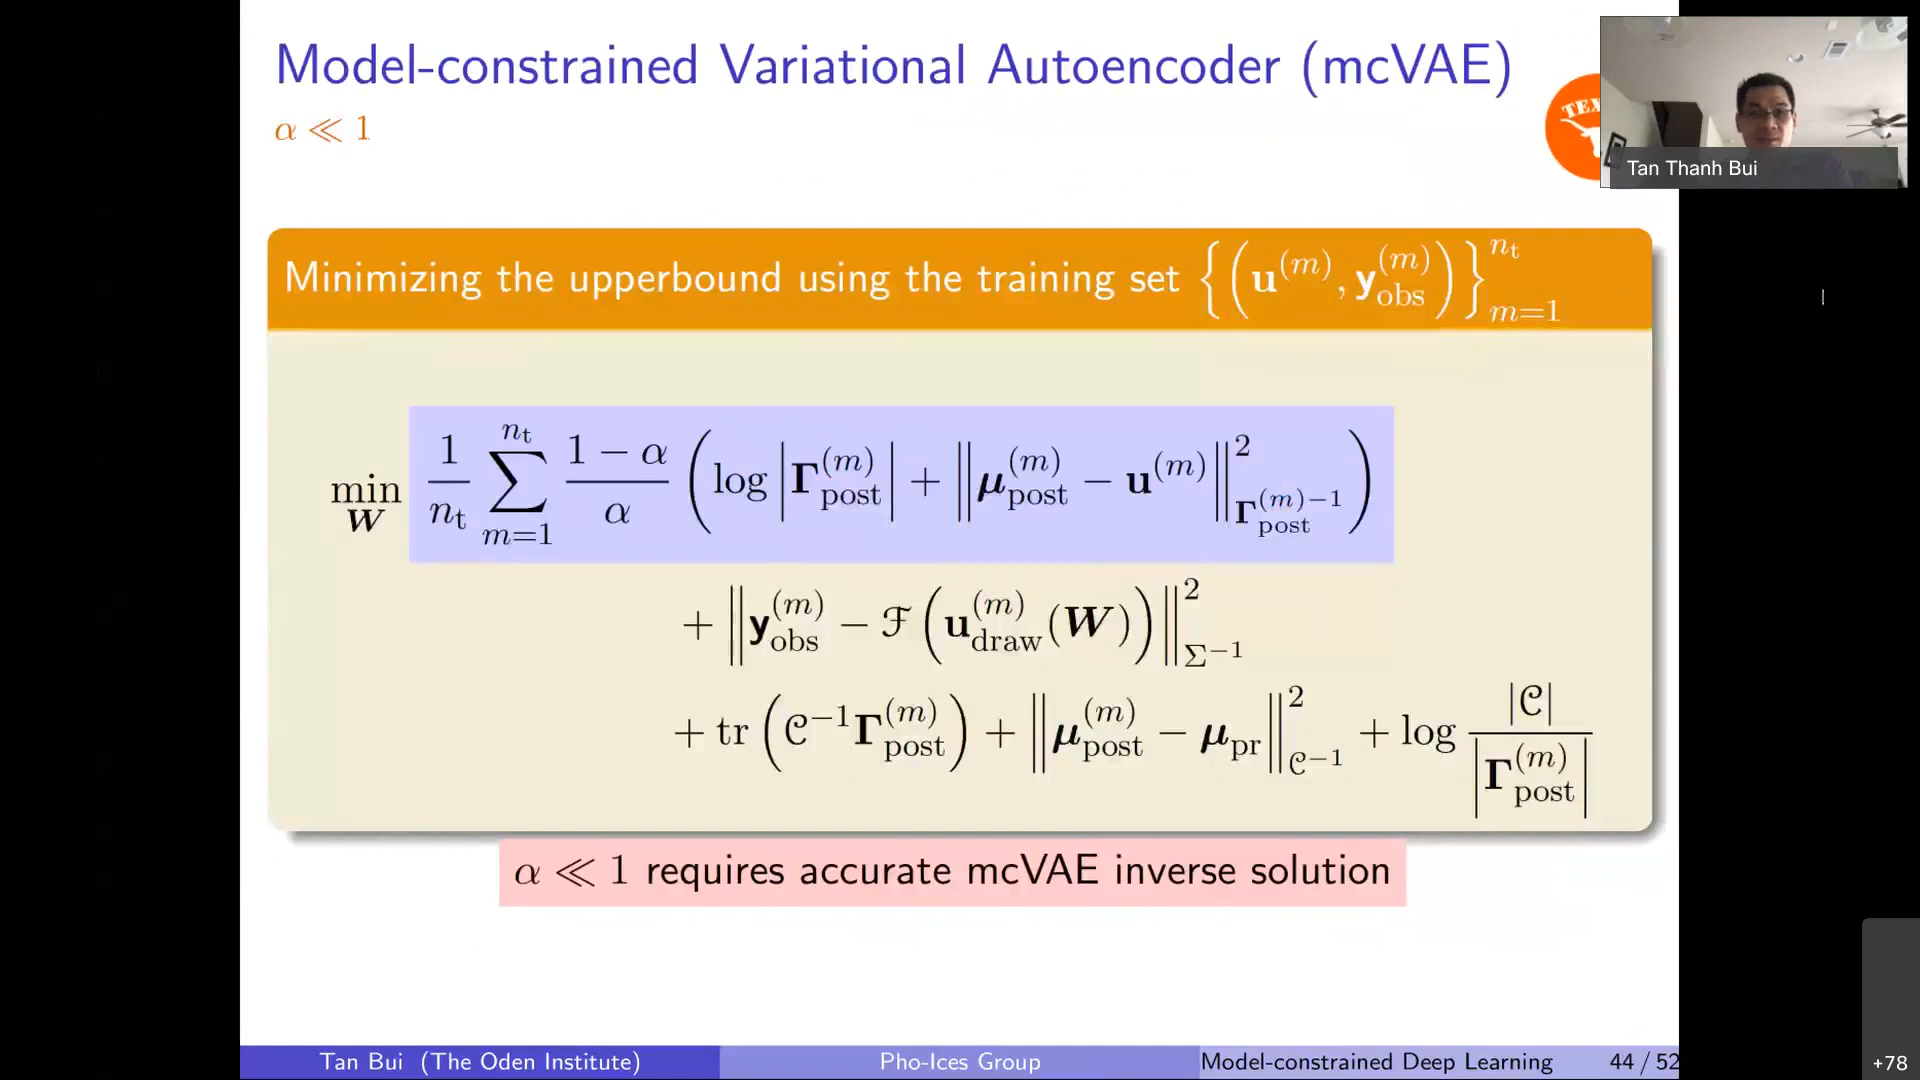 Model-constrained Variational Autoencoder (mcVAE)
α ≪ 1
TEX
Tan Thanh Bui
Minimizing the upperbound using the training set {(u^(m), y_obs^(m))}_{m=1}^{n_t}
min_W 1/n_t ∑_{m=1}^{n_t} (1 − α)/α (log |Γ_post^(m)| + ‖μ_post^(m) − u^(m)‖²_{Γ_post^(m)−1})
+ ‖y_obs^(m) − ℱ(u_draw^(m)(W))‖²_{Σ^−1}
+ tr(𝒞^−1 Γ_post^(m)) + ‖μ_post^(m) − μ_pr‖²_{𝒞^−1} + log |𝒞|/|Γ_post^(m)|
α ≪ 1 requires accurate mcVAE inverse solution
Tan Bui (The Oden Institute) Pho-Ices Group Model-constrained Deep Learning 44 / 52
+78